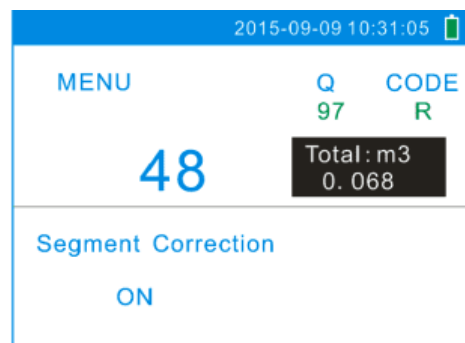 2015-09-09 10:31:05
MENU Q CODE
97 R
48 Total:m3
0.068
Segment Correction
ON